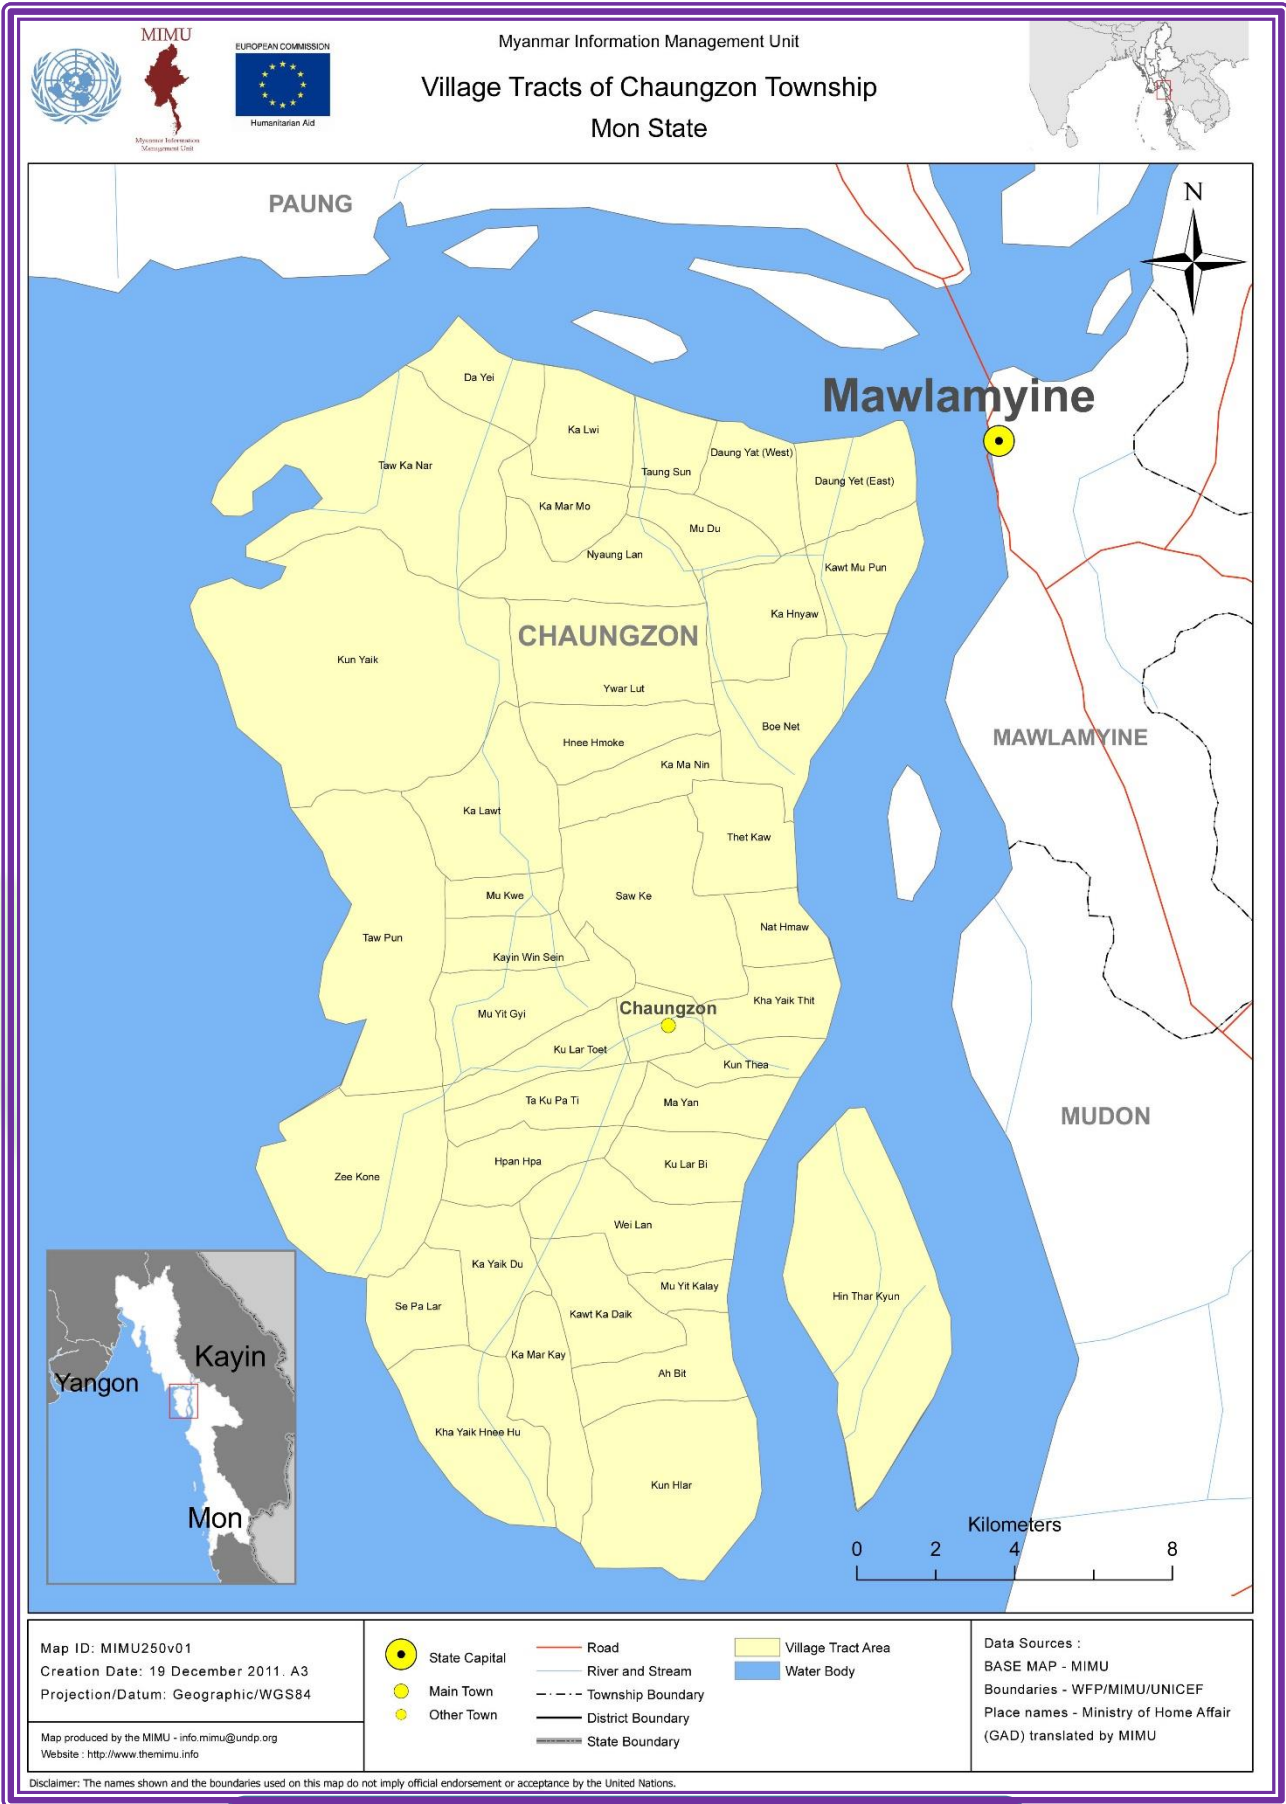 MIMU
Myanmar Information
Management Unit
EUROPEAN COMMISSION
Humanitarian Aid
Myanmar Information Management Unit
Village Tracts of Chaungzon Township
Mon State
PAUNG
N
Mawlamyine
Da Yei
Ka Lwi
Taw Ka Nar
Taung Sun
Daung Yat (West)
Daung Yet (East)
Ka Mar Mo
Mu Du
Nyaung Lan
Kawt Mu Pun
Ka Hnyaw
CHAUNGZON
Kun Yaik
Ywar Lut
Boe Net
Hnee Hmoke
MAWLAMYINE
Ka Ma Nin
Ka Lawt
Thet Kaw
Mu Kwe
Saw Ke
Nat Hmaw
Taw Pun
Kayin Win Sein
Kha Yaik Thit
Mu Yit Gyi
Chaungzon
Ku Lar Toet
Kun Thea
Ta Ku Pa Ti
Ma Yan
MUDON
Hpan Hpa
Ku Lar Bi
Zee Kone
Wei Lan
Ka Yaik Du
Mu Yit Kalay
Hin Thar Kyun
Se Pa Lar
Kawt Ka Daik
Ka Mar Kay
Ah Bit
Kha Yaik Hnee Hu
Kun Hlar
Kayin
Yangon
Mon
Kilometers
0 2 4 8
Map ID: MIMU250v01
Creation Date: 19 December 2011. A3
Projection/Datum: Geographic/WGS84
Map produced by the MIMU - info.mimu@undp.org
Website : http://www.themimu.info
State Capital
Main Town
Other Town
Road
River and Stream
Township Boundary
District Boundary
State Boundary
Village Tract Area
Water Body
Data Sources :
BASE MAP - MIMU
Boundaries - WFP/MIMU/UNICEF
Place names - Ministry of Home Affair
(GAD) translated by MIMU
Disclaimer: The names shown and the boundaries used on this map do not imply official endorsement or acceptance by the United Nations.